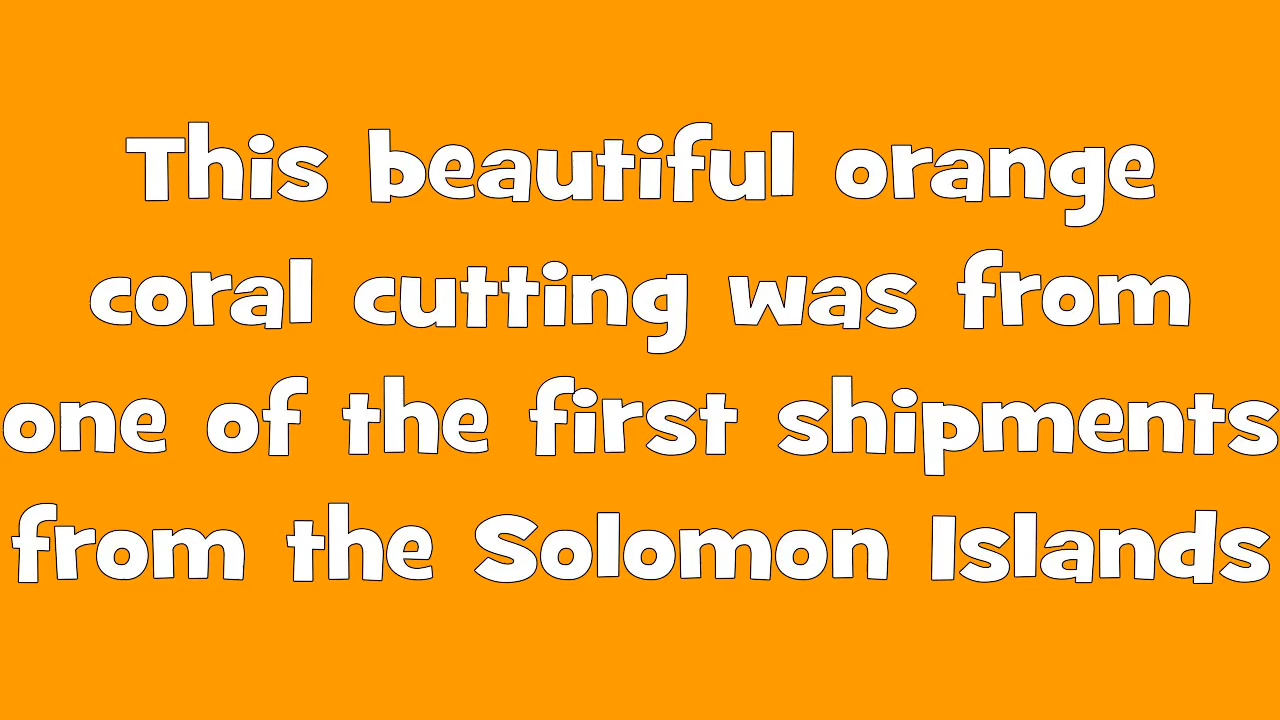 This beautiful orange
coral cutting was from
one of the first shipments
from the Solomon Islands